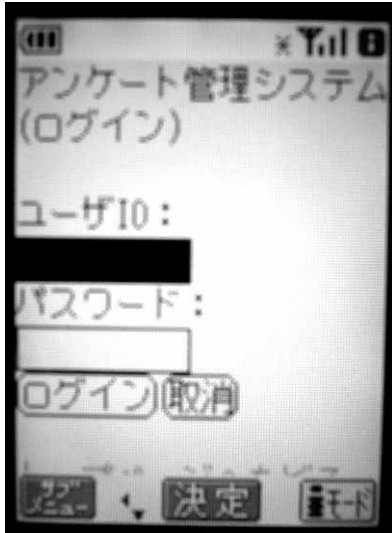 アンケート管理システム
(ログイン)
ユーザID：
パスワード：
ログイン 取消
サブメニュー 決定 iモード